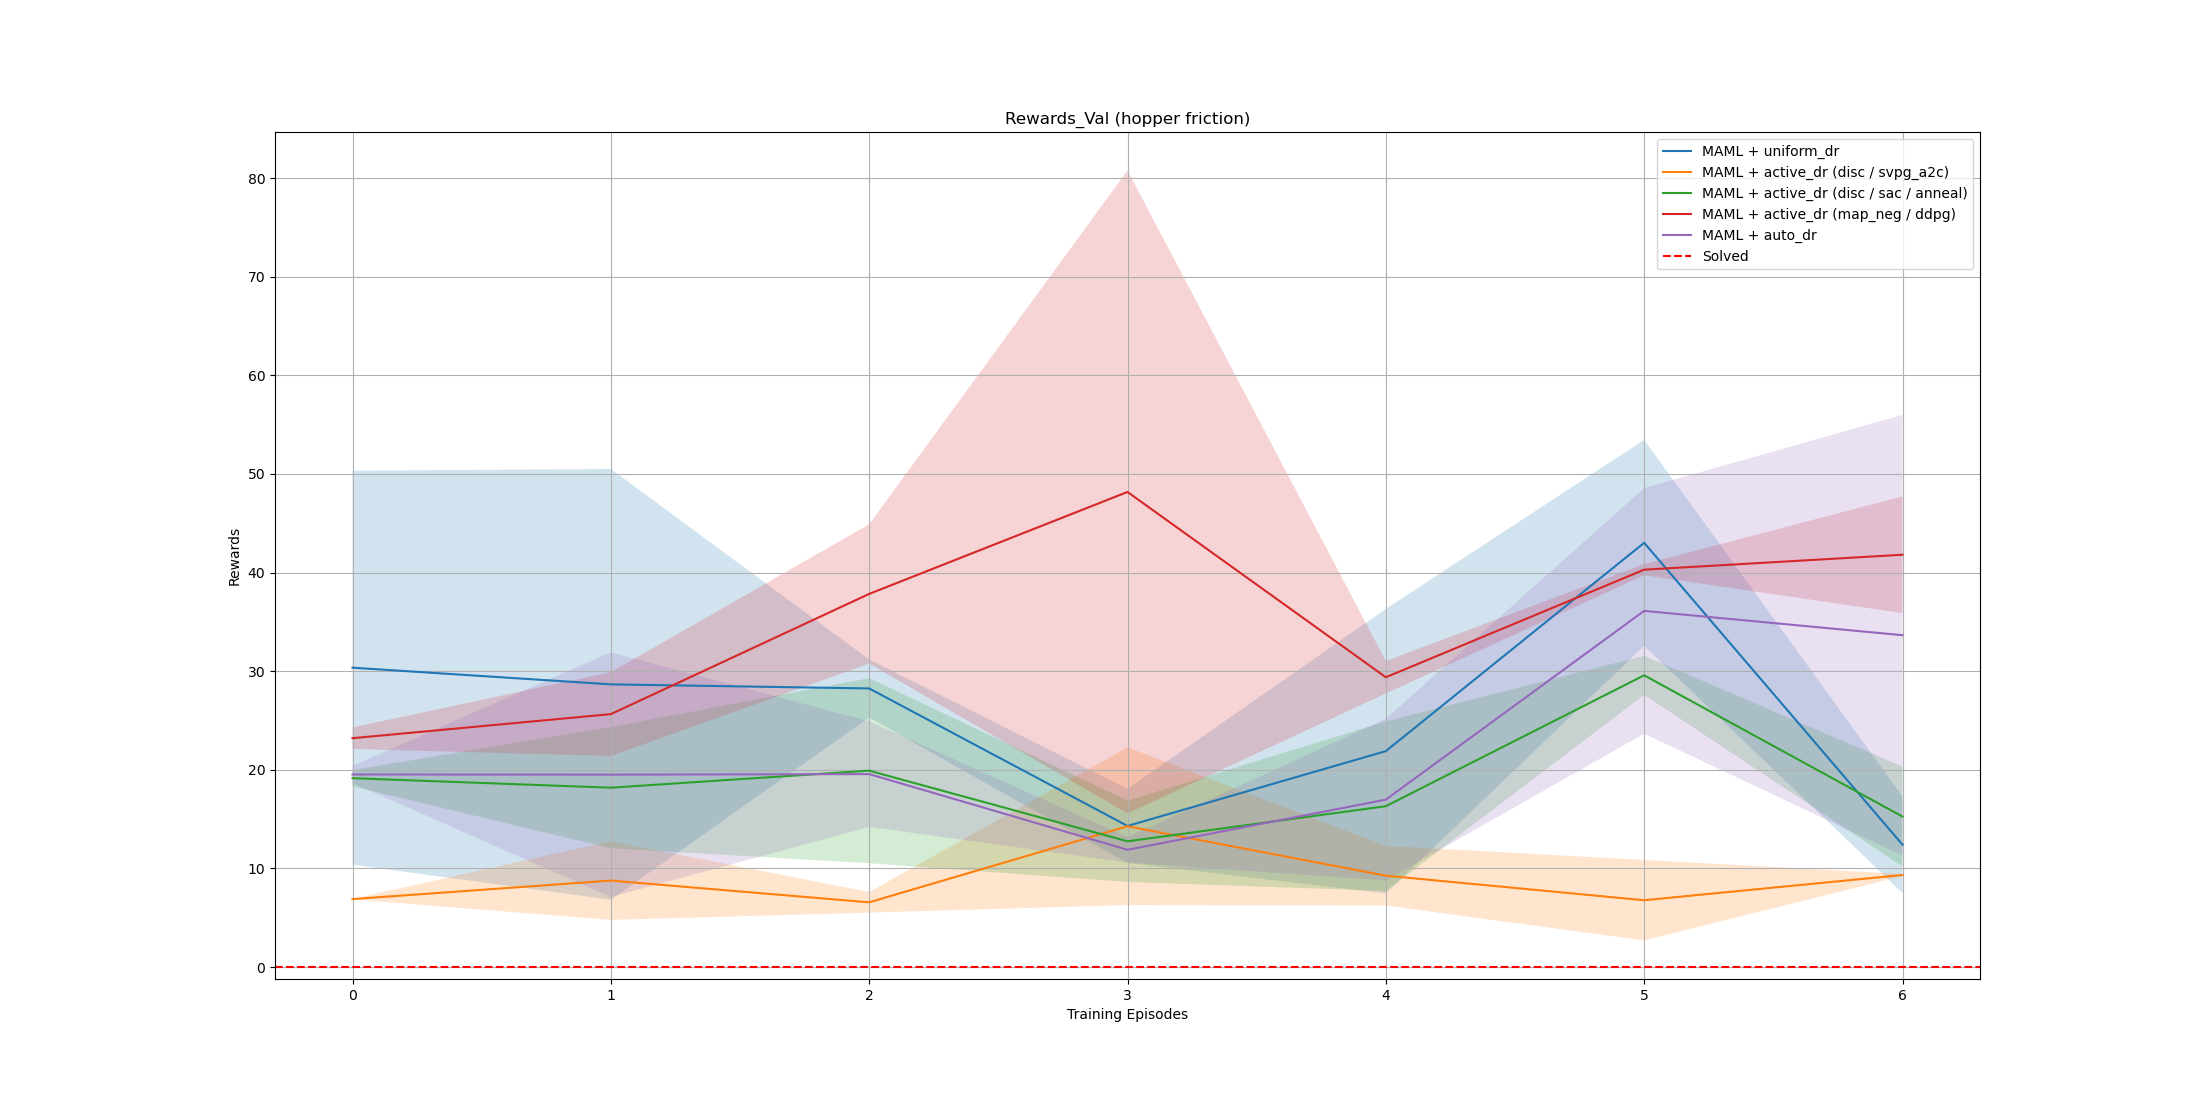 Rewards_Val (hopper friction)
MAML + uniform_dr
MAML + active_dr (disc / svpg_a2c)
MAML + active_dr (disc / sac / anneal)
MAML + active_dr (map_neg / ddpg)
MAML + auto_dr
Solved
80
70
60
50
40
30
20
10
0
Rewards
0 1 2 3 4 5 6
Training Episodes